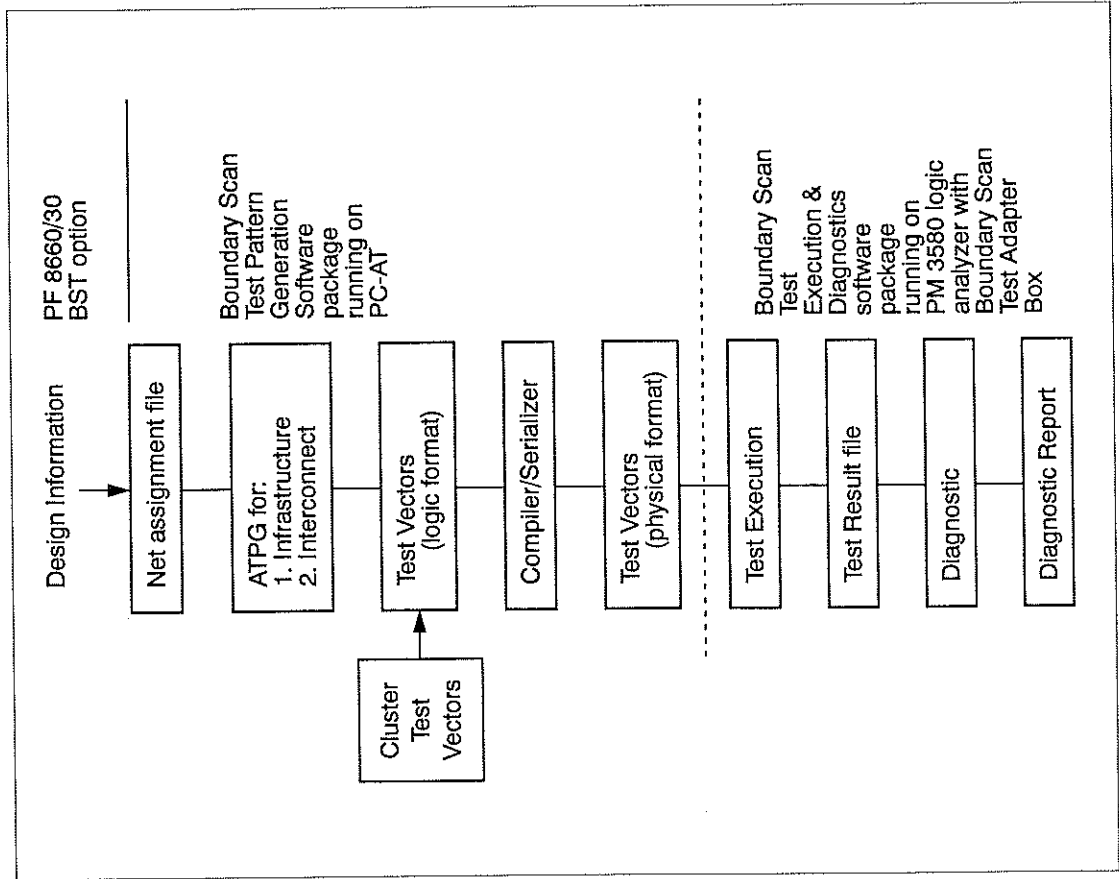 Design Information
PF 8660/30
BST option
Net assignment file
ATPG for:
1. Infrastructure
2. Interconnect
Boundary Scan
Test Pattern
Generation
Software
package
running on
PC-AT
Cluster
Test
Vectors
Test Vectors
(logic format)
Compiler/Serializer
Test Vectors
(physical format)
Test Execution
Test Result file
Diagnostic
Diagnostic Report
Boundary Scan
Test
Execution &
Diagnostics
software
package
running on
PM 3580 logic
analyzer with
Boundary Scan
Test Adapter
Box